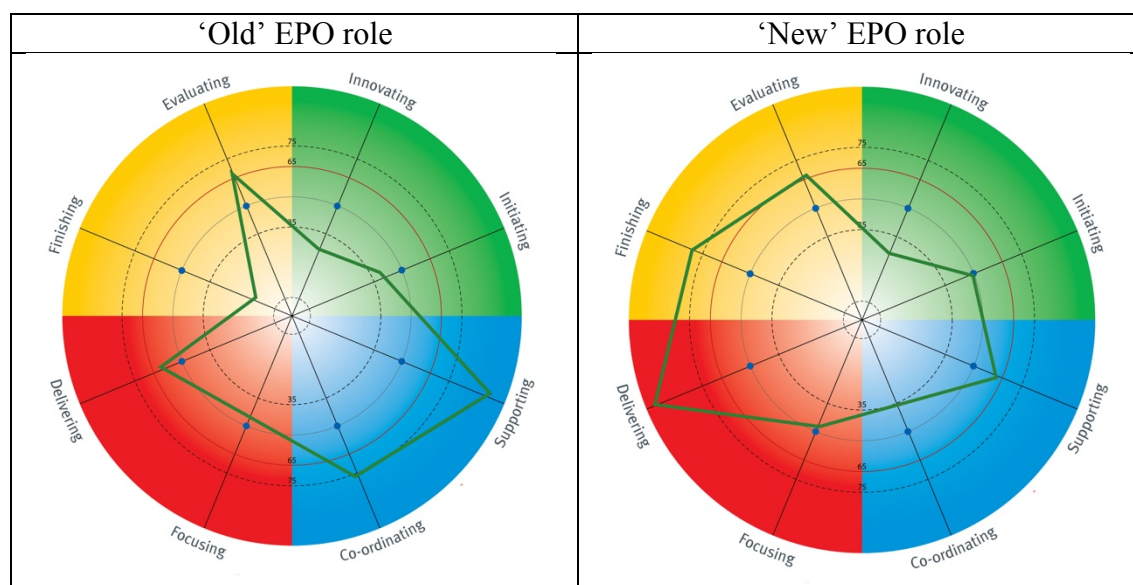 ‘Old’ EPO role
‘New’ EPO role
Evaluating
Innovating
Finishing
Initiating
Delivering
Supporting
Focusing
Co-ordinating
75
65
35
35
65
75
Evaluating
Innovating
Finishing
Initiating
Delivering
Supporting
Focusing
Co-ordinating
75
65
35
35
65
75